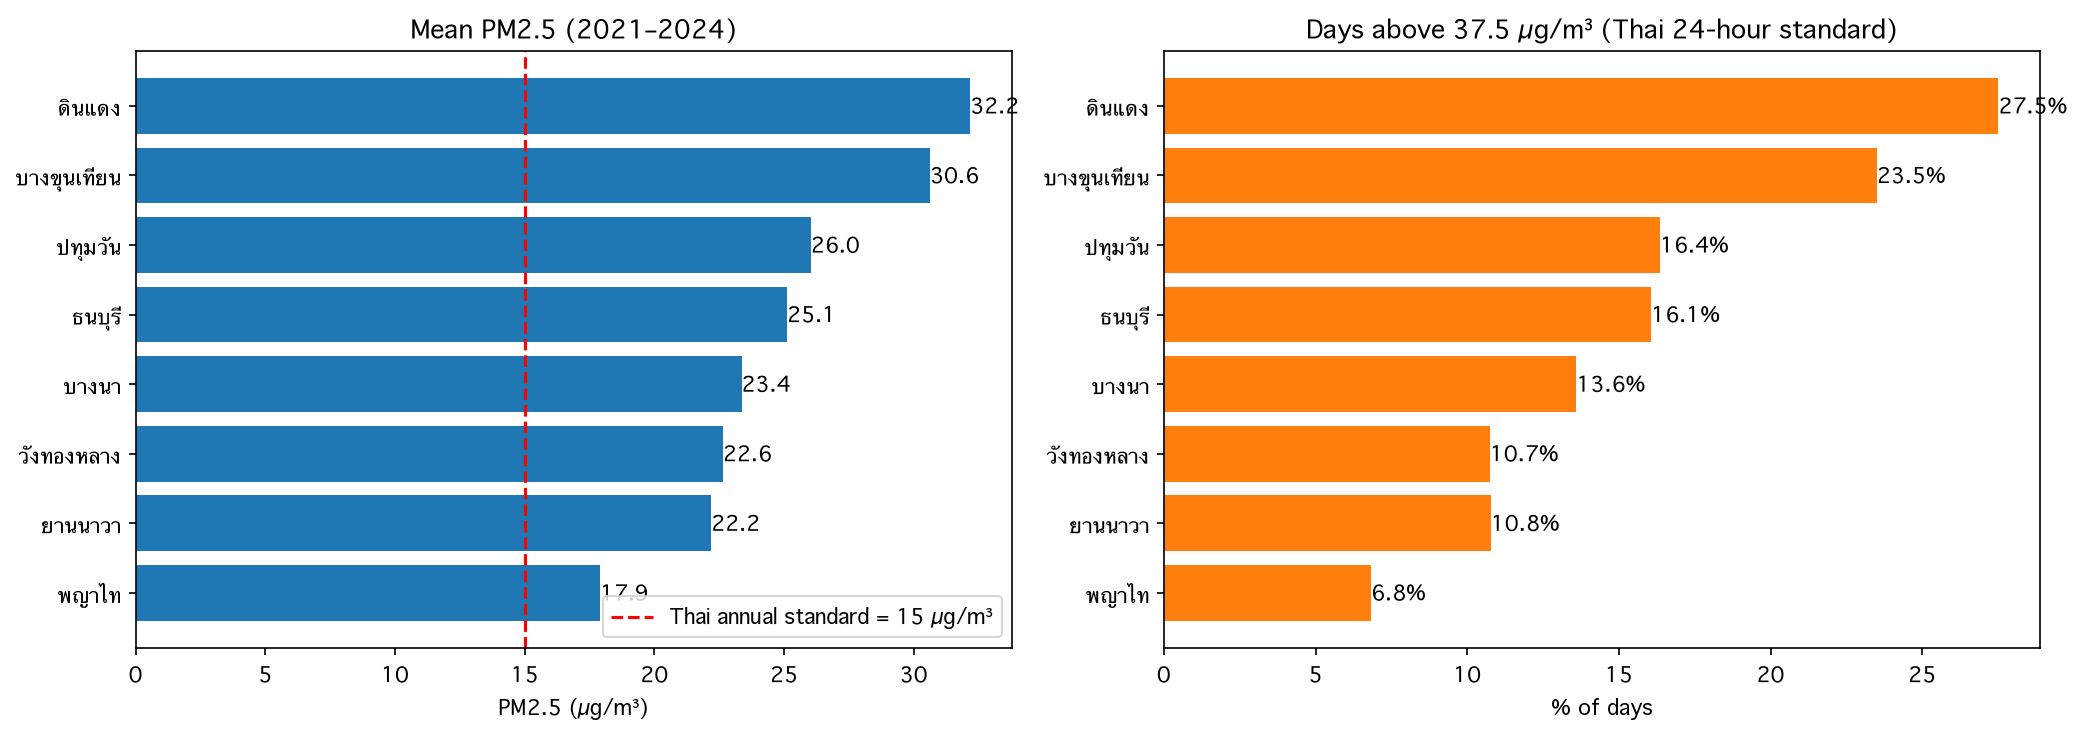 Mean PM2.5 (2021–2024)
ดินแดง
32.2
บางขุนเทียน
30.6
ปทุมวัน
26.0
ธนบุรี
25.1
บางนา
23.4
วังทองหลาง
22.6
ยานนาวา
22.2
พญาไท
17.9
Thai annual standard = 15 µg/m³
0 5 10 15 20 25 30
PM2.5 (µg/m³)
Days above 37.5 µg/m³ (Thai 24-hour standard)
ดินแดง
27.5%
บางขุนเทียน
23.5%
ปทุมวัน
16.4%
ธนบุรี
16.1%
บางนา
13.6%
วังทองหลาง
10.7%
ยานนาวา
10.8%
พญาไท
6.8%
0 5 10 15 20 25
% of days